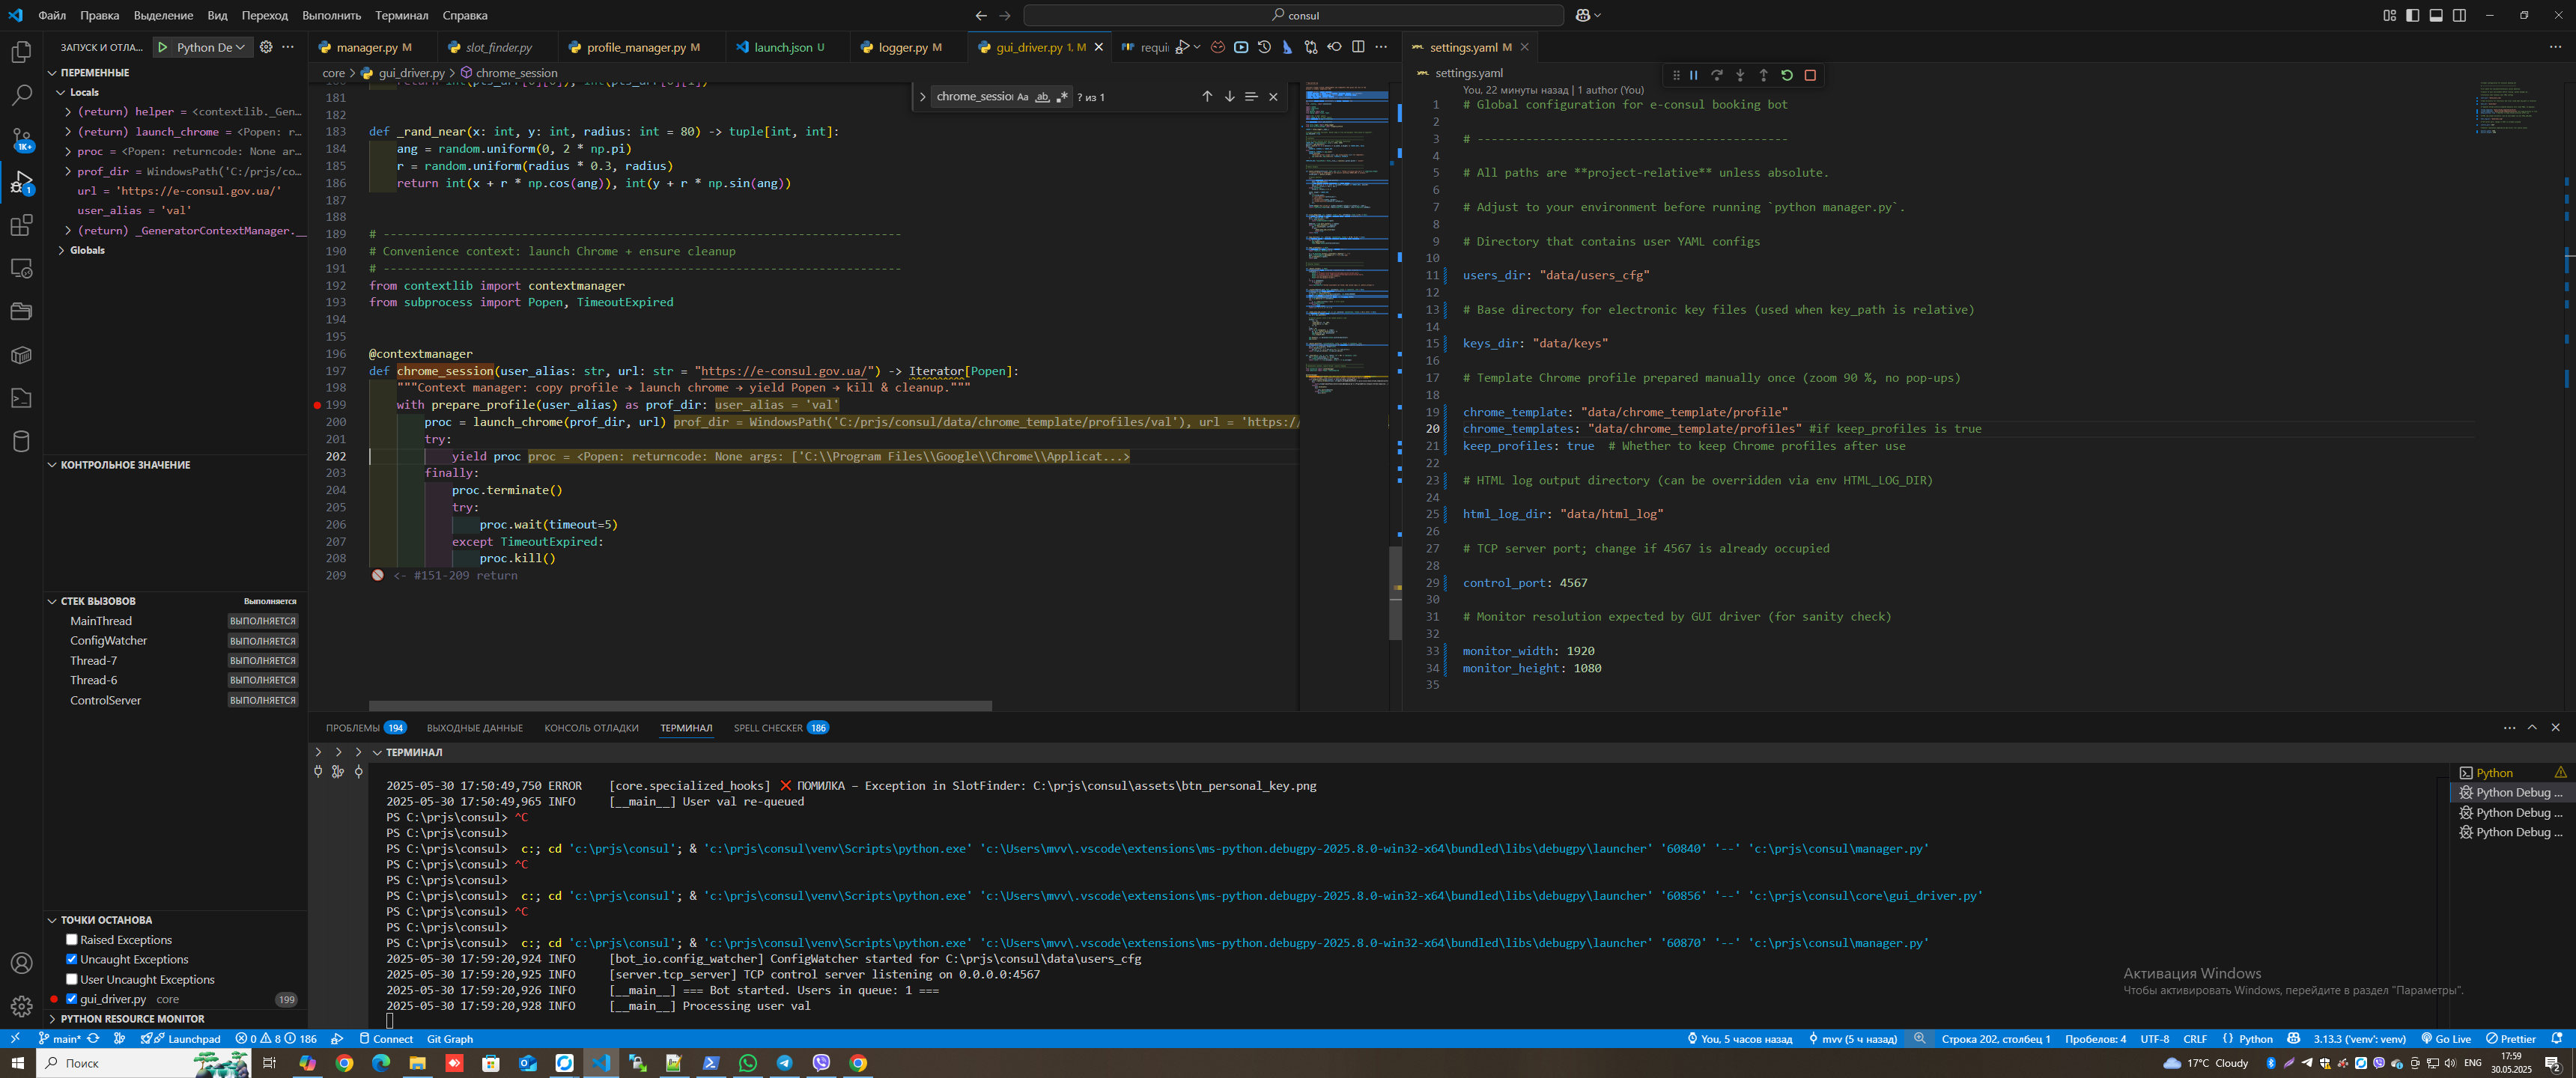 Файл Правка Выделение Вид Переход Выполнить Терминал Справка
consul
ЗАПУСК И ОТЛА... Python De
manager.py M slot_finder.py profile_manager.py M launch.json U logger.py M gui_driver.py 1, M requi
settings.yaml M
ПЕРЕМЕННЫЕ
Locals
(return) helper = <contextlib._Gen…
(return) launch_chrome = <Popen: r…
proc = <Popen: returncode: None ar…
prof_dir = WindowsPath('C:/prjs/co…
url = 'https://e-consul.gov.ua/'
user_alias = 'val'
(return) _GeneratorContextManager.__
Globals
КОНТРОЛЬНОЕ ЗНАЧЕНИЕ
СТЕК ВЫЗОВОВ Выполняется
MainThread ВЫПОЛНЯЕТСЯ
ConfigWatcher ВЫПОЛНЯЕТСЯ
Thread-7 ВЫПОЛНЯЕТСЯ
Thread-6 ВЫПОЛНЯЕТСЯ
ControlServer ВЫПОЛНЯЕТСЯ
ТОЧКИ ОСТАНОВА
Raised Exceptions
Uncaught Exceptions
User Uncaught Exceptions
gui_driver.py core 199
PYTHON RESOURCE MONITOR
1K+
1
core > gui_driver.py > chrome_session
chrome_session Aa ab .* ? из 1
181
182
183 def _rand_near(x: int, y: int, radius: int = 80) -> tuple[int, int]:
184 ang = random.uniform(0, 2 * np.pi)
185 r = random.uniform(radius * 0.3, radius)
186 return int(x + r * np.cos(ang)), int(y + r * np.sin(ang))
187
188
189 # ---------------------------------------------------------------------------
190 # Convenience context: launch Chrome + ensure cleanup
191 # ---------------------------------------------------------------------------
192 from contextlib import contextmanager
193 from subprocess import Popen, TimeoutExpired
194
195
196 @contextmanager
197 def chrome_session(user_alias: str, url: str = "https://e-consul.gov.ua/") -> Iterator[Popen]:
198 """Context manager: copy profile → launch chrome → yield Popen → kill & cleanup."""
199 with prepare_profile(user_alias) as prof_dir: user_alias = 'val'
200 proc = launch_chrome(prof_dir, url) prof_dir = WindowsPath('C:/prjs/consul/data/chrome_template/profiles/val'), url = 'https:/
201 try:
202 yield proc proc = <Popen: returncode: None args: ['C:\\Program Files\\Google\\Chrome\\Applicat...>
203 finally:
204 proc.terminate()
205 try:
206 proc.wait(timeout=5)
207 except TimeoutExpired:
208 proc.kill()
209 <- #151-209 return
settings.yaml
You, 22 минуты назад | 1 author (You)
1 # Global configuration for e-consul booking bot
2
3 # ---------------------------------------------
4
5 # All paths are **project-relative** unless absolute.
6
7 # Adjust to your environment before running `python manager.py`.
8
9 # Directory that contains user YAML configs
10
11 users_dir: "data/users_cfg"
12
13 # Base directory for electronic key files (used when key_path is relative)
14
15 keys_dir: "data/keys"
16
17 # Template Chrome profile prepared manually once (zoom 90 %, no pop-ups)
18
19 chrome_template: "data/chrome_template/profile"
20 chrome_templates: "data/chrome_template/profiles" #if keep_profiles is true
21 keep_profiles: true # Whether to keep Chrome profiles after use
22
23 # HTML log output directory (can be overridden via env HTML_LOG_DIR)
24
25 html_log_dir: "data/html_log"
26
27 # TCP server port; change if 4567 is already occupied
28
29 control_port: 4567
30
31 # Monitor resolution expected by GUI driver (for sanity check)
32
33 monitor_width: 1920
34 monitor_height: 1080
35
ПРОБЛЕМЫ 194 ВЫХОДНЫЕ ДАННЫЕ КОНСОЛЬ ОТЛАДКИ ТЕРМИНАЛ SPELL CHECKER 186
ТЕРМИНАЛ
2025-05-30 17:50:49,750 ERROR [core.specialized_hooks] ❌ ПОМИЛКА – Exception in SlotFinder: C:\prjs\consul\assets\btn_personal_key.png
2025-05-30 17:50:49,965 INFO [__main__] User val re-queued
PS C:\prjs\consul> ^C
PS C:\prjs\consul>
PS C:\prjs\consul> c:; cd 'c:\prjs\consul'; & 'c:\prjs\consul\venv\Scripts\python.exe' 'c:\Users\mvv\.vscode\extensions\ms-python.debugpy-2025.8.0-win32-x64\bundled\libs\debugpy\launcher' '60840' '--' 'c:\prjs\consul\manager.py'
PS C:\prjs\consul> ^C
PS C:\prjs\consul>
PS C:\prjs\consul> c:; cd 'c:\prjs\consul'; & 'c:\prjs\consul\venv\Scripts\python.exe' 'c:\Users\mvv\.vscode\extensions\ms-python.debugpy-2025.8.0-win32-x64\bundled\libs\debugpy\launcher' '60856' '--' 'c:\prjs\consul\core\gui_driver.py'
PS C:\prjs\consul> ^C
PS C:\prjs\consul>
PS C:\prjs\consul> c:; cd 'c:\prjs\consul'; & 'c:\prjs\consul\venv\Scripts\python.exe' 'c:\Users\mvv\.vscode\extensions\ms-python.debugpy-2025.8.0-win32-x64\bundled\libs\debugpy\launcher' '60870' '--' 'c:\prjs\consul\manager.py'
2025-05-30 17:59:20,924 INFO [bot_io.config_watcher] ConfigWatcher started for C:\prjs\consul\data\users_cfg
2025-05-30 17:59:20,925 INFO [server.tcp_server] TCP control server listening on 0.0.0.0:4567
2025-05-30 17:59:20,926 INFO [__main__] === Bot started. Users in queue: 1 ===
2025-05-30 17:59:20,928 INFO [__main__] Processing user val
Python
Python Debug ...
Python Debug ...
Python Debug ...
Активация Windows
Чтобы активировать Windows, перейдите в раздел "Параметры".
main* Launchpad 0 8 186 Connect Git Graph
You, 5 часов назад mvv (5 ч назад) Строка 202, столбец 1 Пробелов: 4 UTF-8 CRLF Python 3.13.3 ('venv': venv) Go Live Prettier
Поиск
17°C Cloudy ENG 17:59
30.05.2025
2